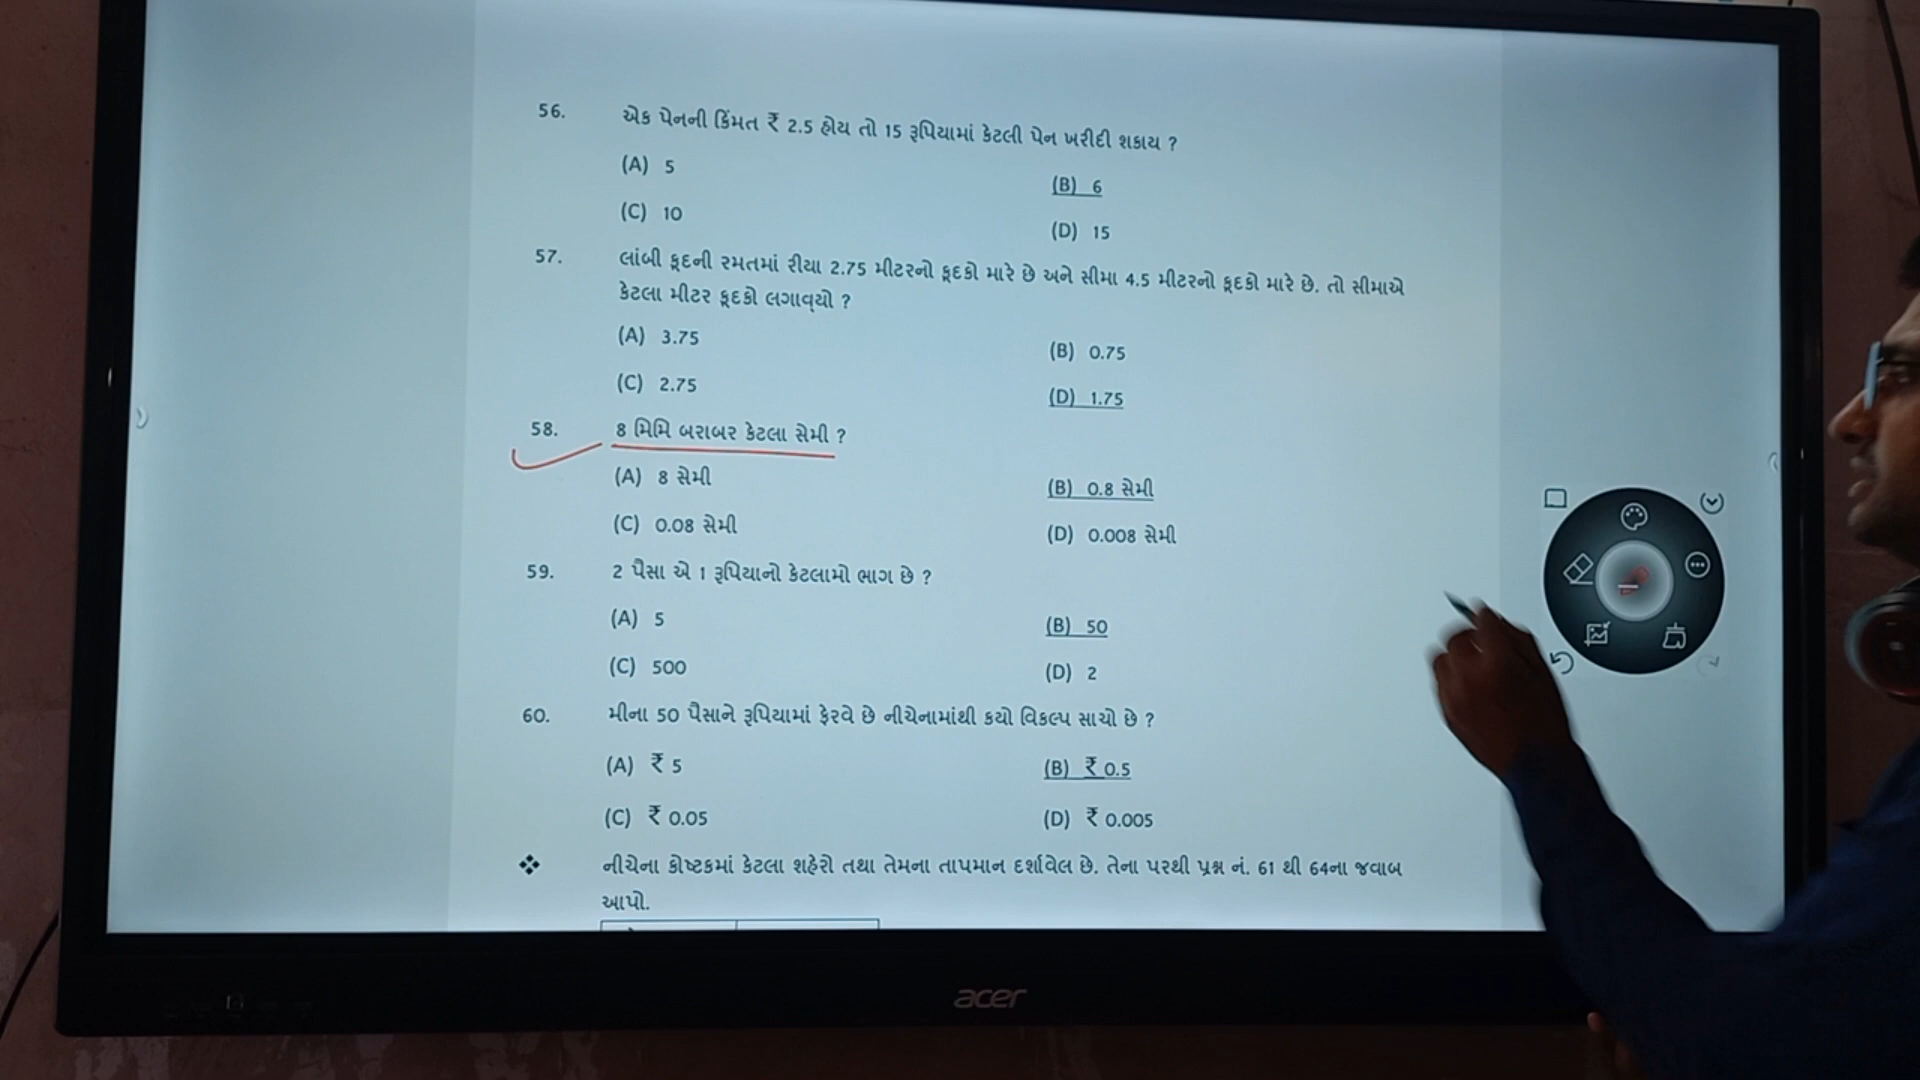 56. એક પેનની કિંમત ₹ 2.5 હોય તો 15 રૂપિયામાં કેટલી પેન ખરીદી શકાય ?
(A) 5 (B) 6
(C) 10 (D) 15
57. લાંબી કૂદની રમતમાં રીયા 2.75 મીટરનો કૂદકો મારે છે અને સીમા 4.5 મીટરનો કૂદકો મારે છે. તો સીમાએ
કેટલા મીટર કૂદકો લગાવ્યો ?
(A) 3.75 (B) 0.75
(C) 2.75 (D) 1.75
58. 8 મિમિ બરાબર કેટલા સેમી ?
(A) 8 સેમી (B) 0.8 સેમી
(C) 0.08 સેમી (D) 0.008 સેમી
59. 2 પૈસા એ 1 રૂપિયાનો કેટલામો ભાગ છે ?
(A) 5 (B) 50
(C) 500 (D) 2
60. મીના 50 પૈસાને રૂપિયામાં ફેરવે છે નીચેનામાંથી કયો વિકલ્પ સાચો છે ?
(A) ₹ 5 (B) ₹ 0.5
(C) ₹ 0.05 (D) ₹ 0.005
❖ નીચેના કોષ્ટકમાં કેટલા શહેરો તથા તેમના તાપમાન દર્શાવેલ છે. તેના પરથી પ્રશ્ન નં. 61 થી 64ના જવાબ
આપો.
acer